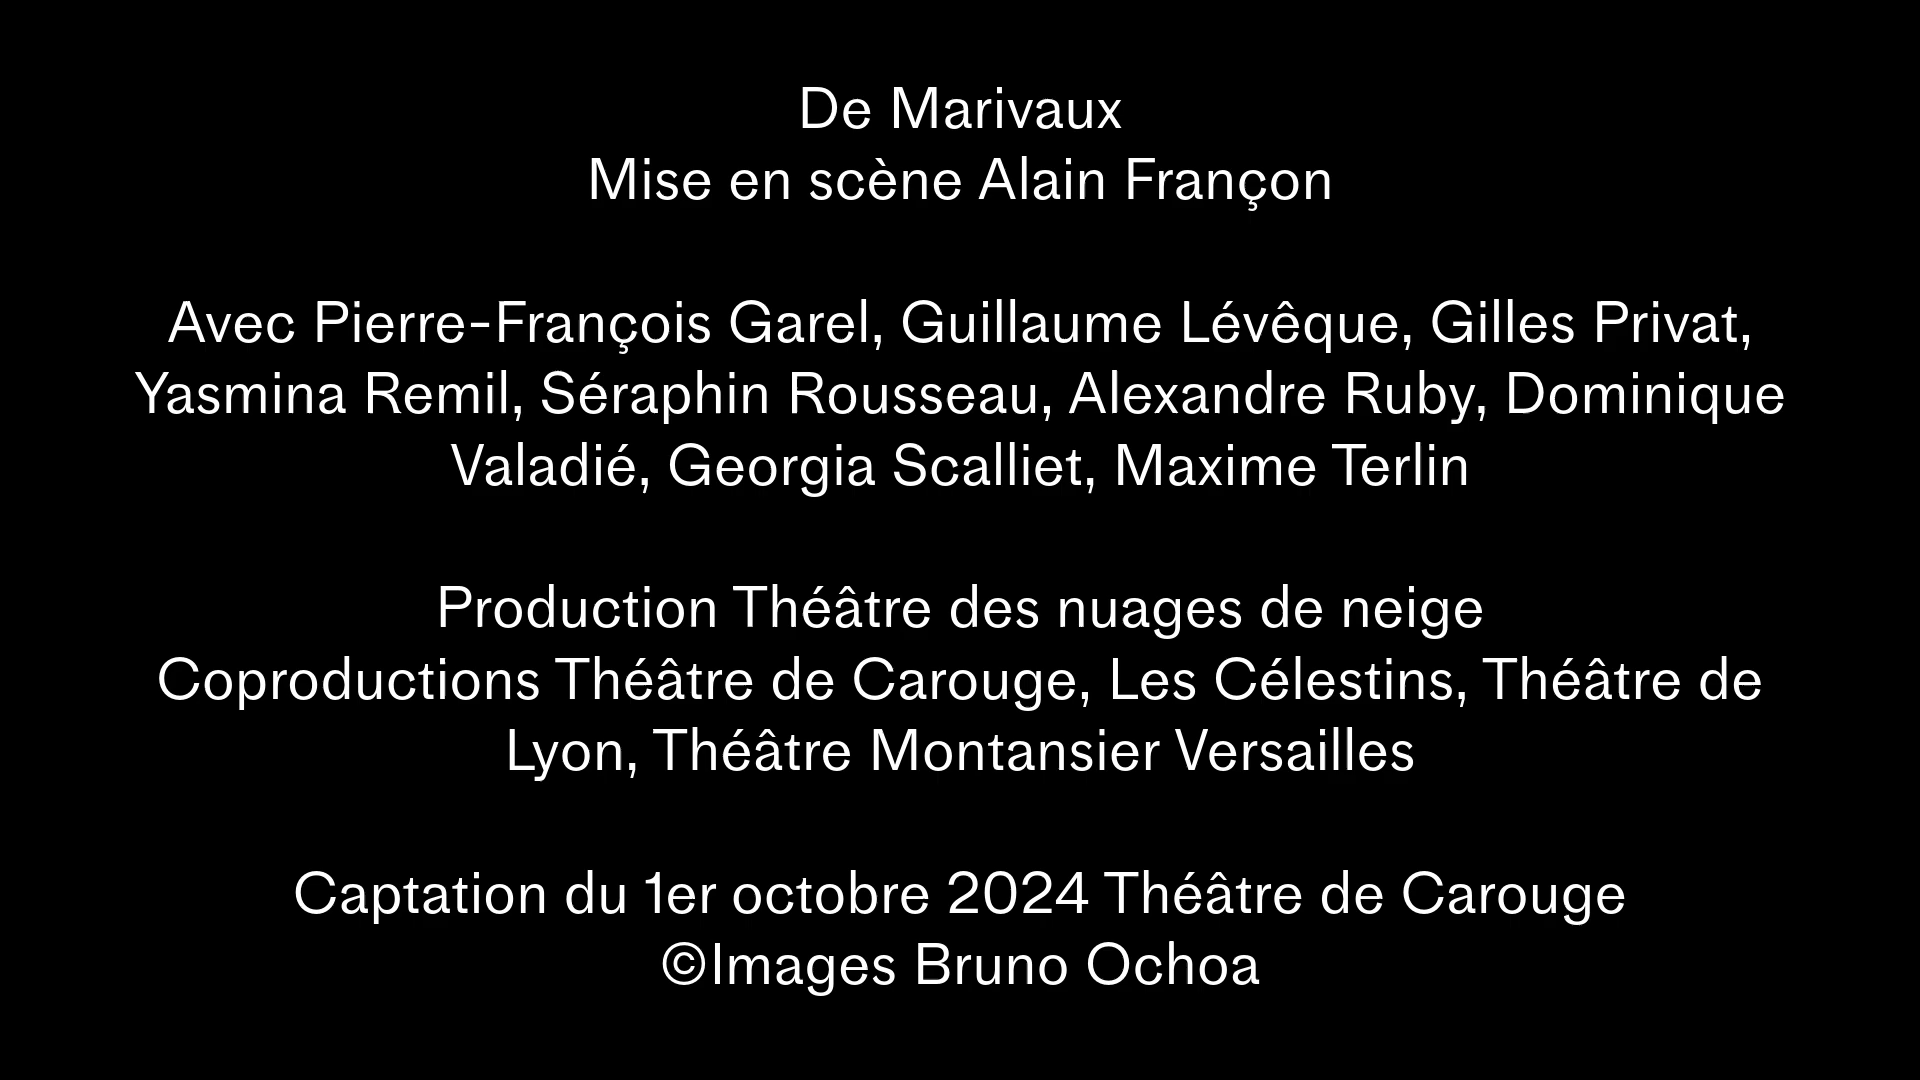 De Marivaux
Mise en scène Alain Françon
Avec Pierre-François Garel, Guillaume Lévêque, Gilles Privat,
Yasmina Remil, Séraphin Rousseau, Alexandre Ruby, Dominique
Valadié, Georgia Scalliet, Maxime Terlin
Production Théâtre des nuages de neige
Coproductions Théâtre de Carouge, Les Célestins, Théâtre de
Lyon, Théâtre Montansier Versailles
Captation du 1er octobre 2024 Théâtre de Carouge
©Images Bruno Ochoa